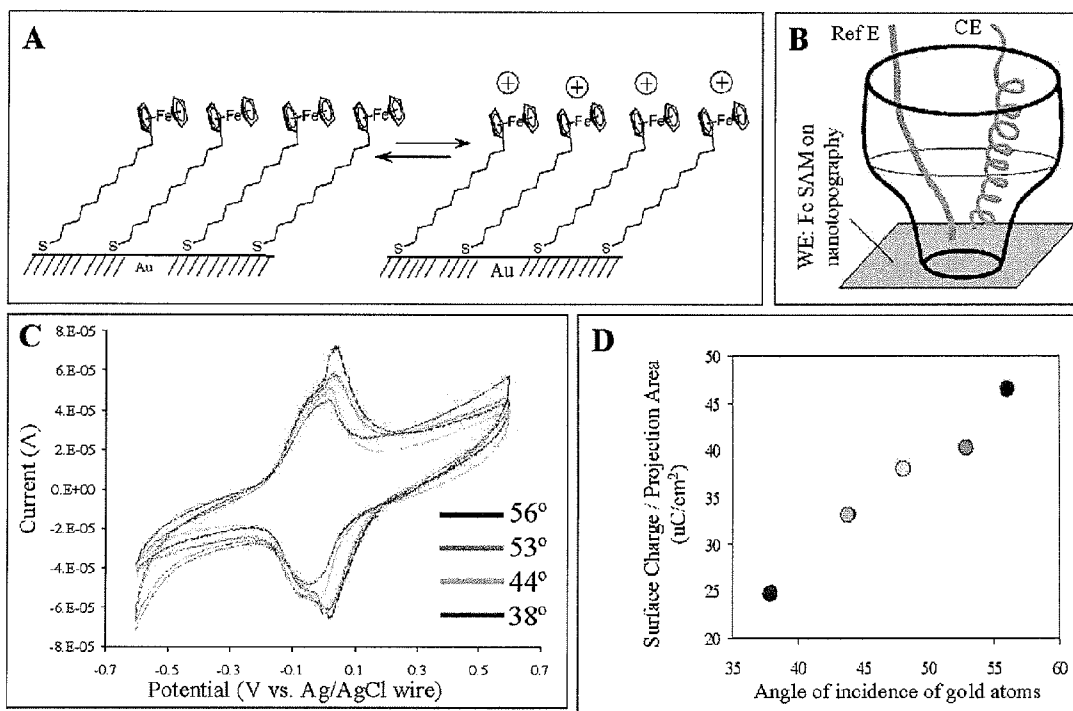 A
Fe Fe Fe Fe
Fe Fe Fe Fe
S S S S
Au
S S S S
Au
B
Ref E
CE
WE: Fc SAM on
nanotopography
C
8.E-05
6.E-05
4.E-05
2.E-05
0.E+00
-2.E-05
-4.E-05
-6.E-05
-8.E-05
Current (A)
-0.7 -0.5 -0.3 -0.1 0.1 0.3 0.5 0.7
Potential (V vs. Ag/AgCl wire)
56°
53°
44°
38°
D
50
45
40
35
30
25
20
Surface Charge / Projection Area
(uC/cm²)
35 40 45 50 55 60
Angle of incidence of gold atoms